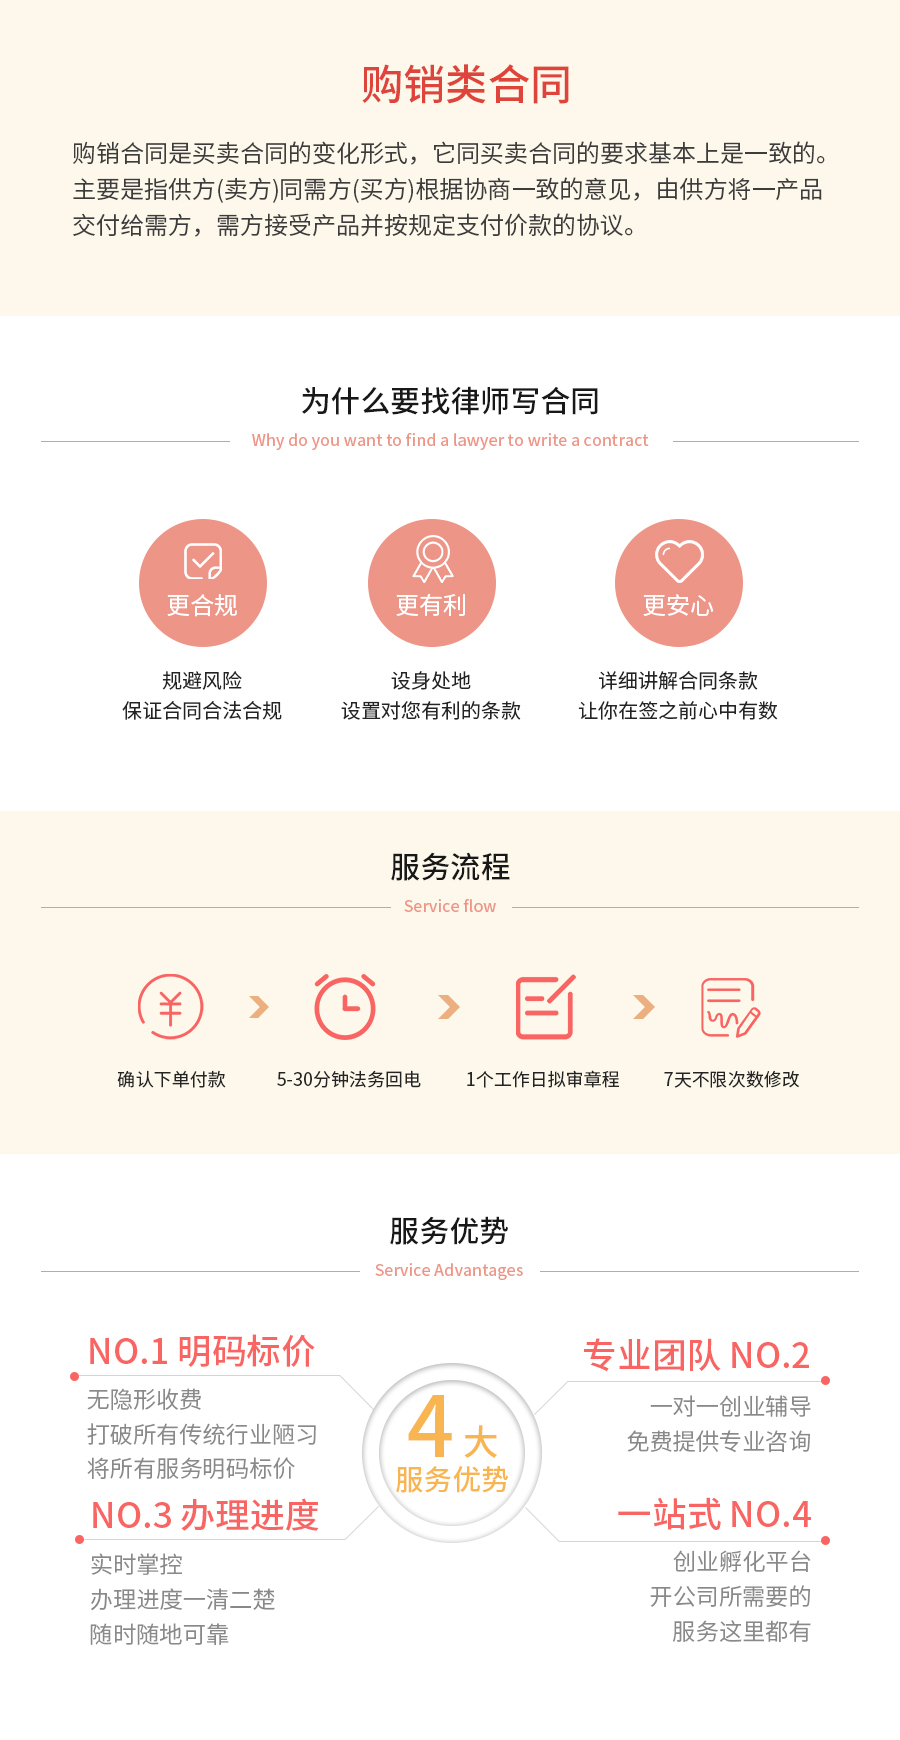 购销类合同
购销合同是买卖合同的变化形式，它同买卖合同的要求基本上是一致的。
主要是指供方(卖方)同需方(买方)根据协商一致的意见，由供方将一产品
交付给需方，需方接受产品并按规定支付价款的协议。
为什么要找律师写合同
Why do you want to find a lawyer to write a contract
更合规
更有利
更安心
规避风险
保证合同合法合规
设身处地
设置对您有利的条款
详细讲解合同条款
让你在签之前心中有数
服务流程
Service flow
确认下单付款
5-30分钟法务回电
1个工作日拟审章程
7天不限次数修改
服务优势
Service Advantages
NO.1 明码标价
无隐形收费
打破所有传统行业陋习
将所有服务明码标价
专业团队 NO.2
一对一创业辅导
免费提供专业咨询
4 大
服务优势
NO.3 办理进度
实时掌控
办理进度一清二楚
随时随地可靠
一站式 NO.4
创业孵化平台
开公司所需要的
服务这里都有